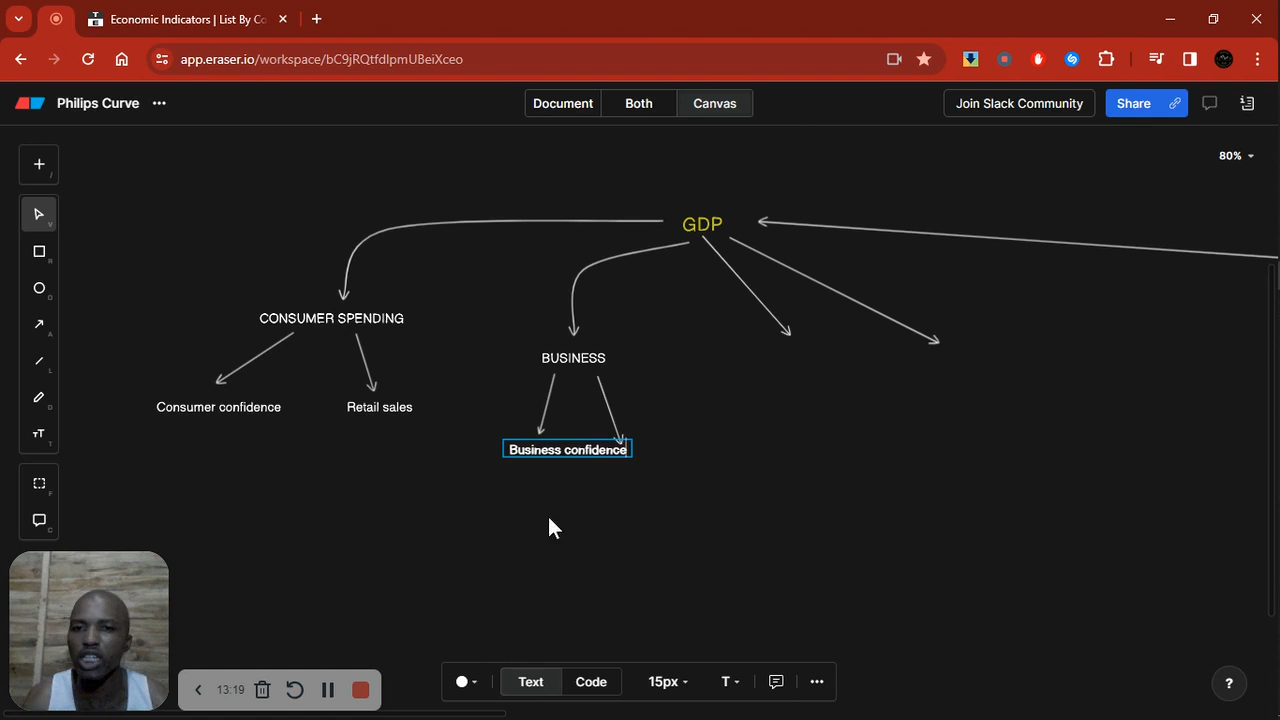 Economic Indicators | List By Co
app.eraser.io/workspace/bC9jRQtfdIpmUBeiXceo
Philips Curve
Document
Both
Canvas
Join Slack Community
Share
80%
GDP
CONSUMER SPENDING
BUSINESS
Consumer confidence
Retail sales
Business confidence
13:19
Text
Code
15px
T
?